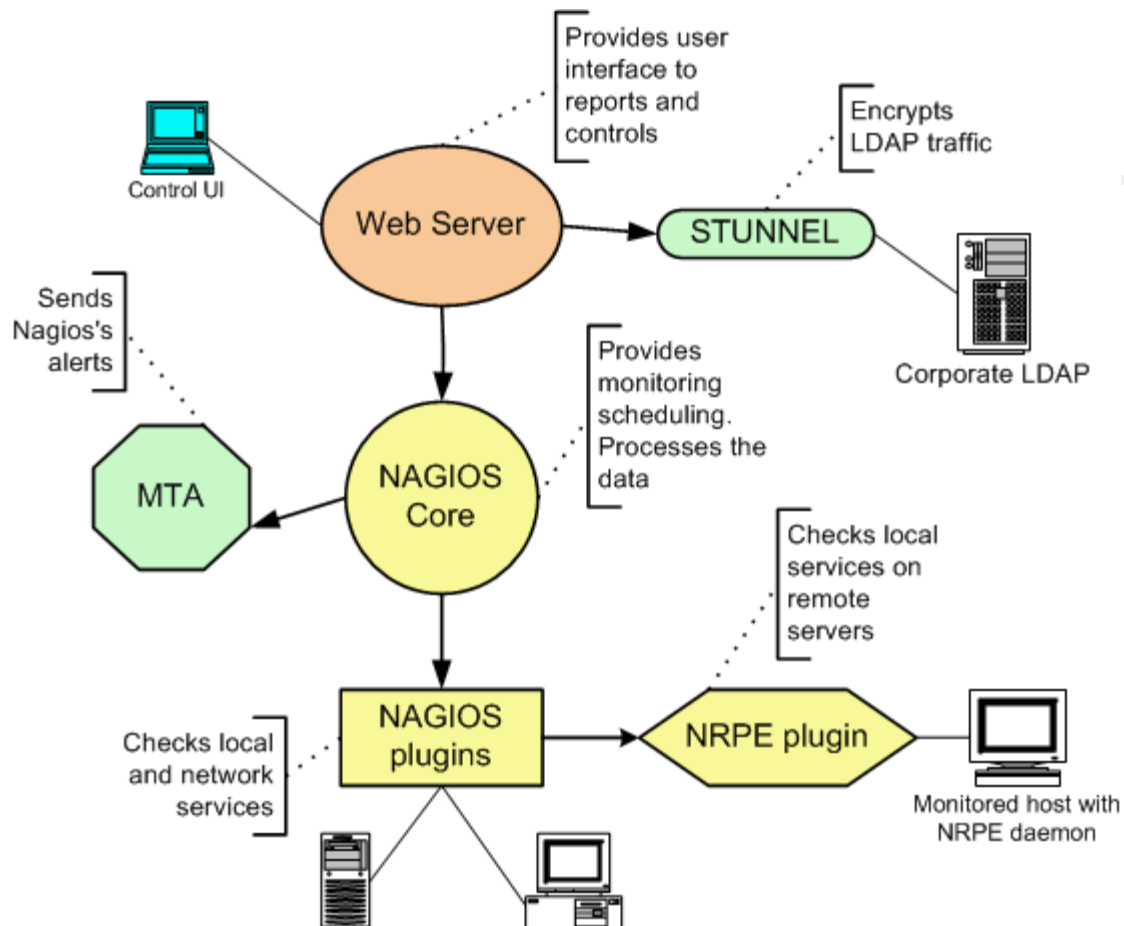 Provides user
interface to
reports and
controls
Encrypts
LDAP traffic
Control UI
Web Server
STUNNEL
Sends
Nagios's
alerts
Corporate LDAP
Provides
monitoring
scheduling.
Processes the
data
MTA
NAGIOS
Core
Checks local
services on
remote
servers
NAGIOS
plugins
NRPE plugin
Checks local
and network
services
Monitored host with
NRPE daemon